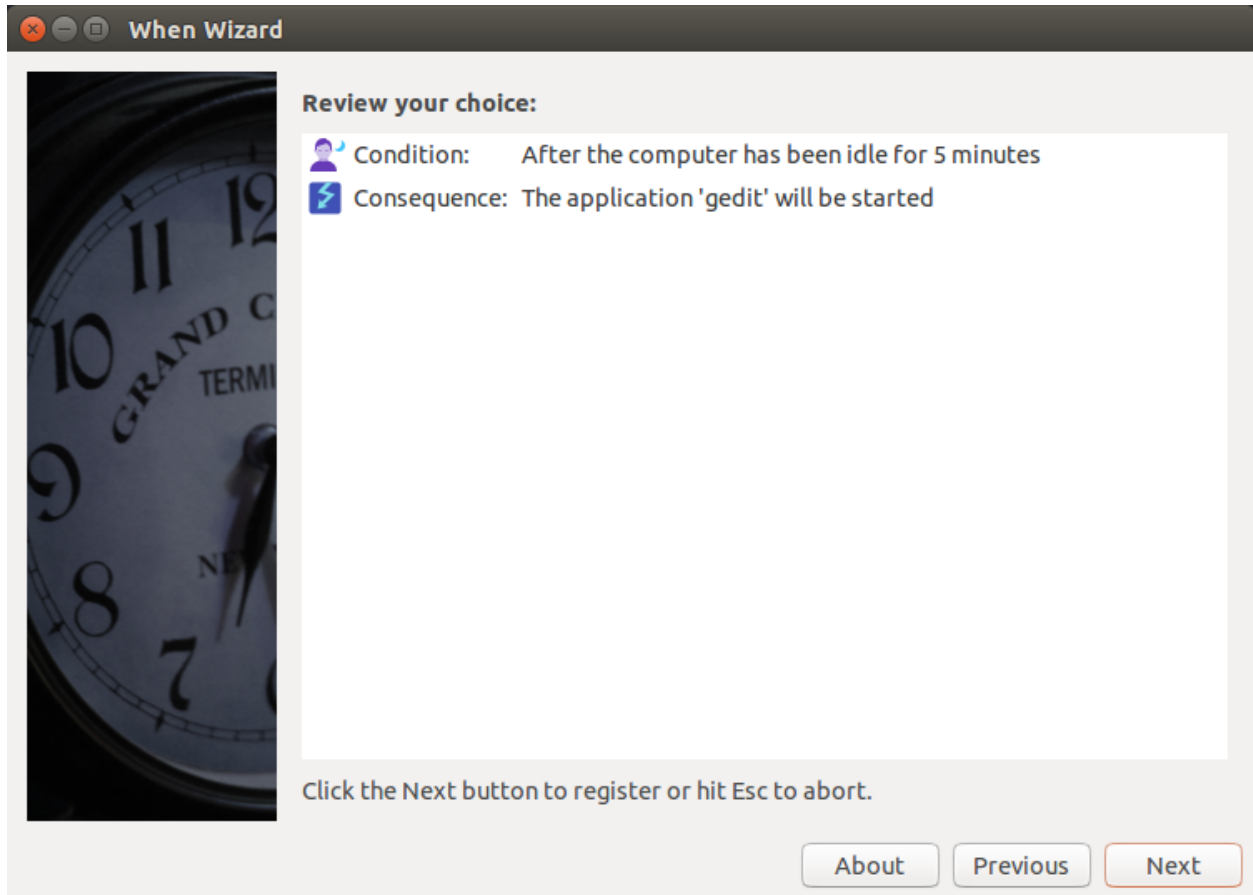 When Wizard
Review your choice:
Condition: After the computer has been idle for 5 minutes
Consequence: The application 'gedit' will be started
12
11
10
GRAND C
TERMI
9
NE
8
7
Click the Next button to register or hit Esc to abort.
About Previous Next